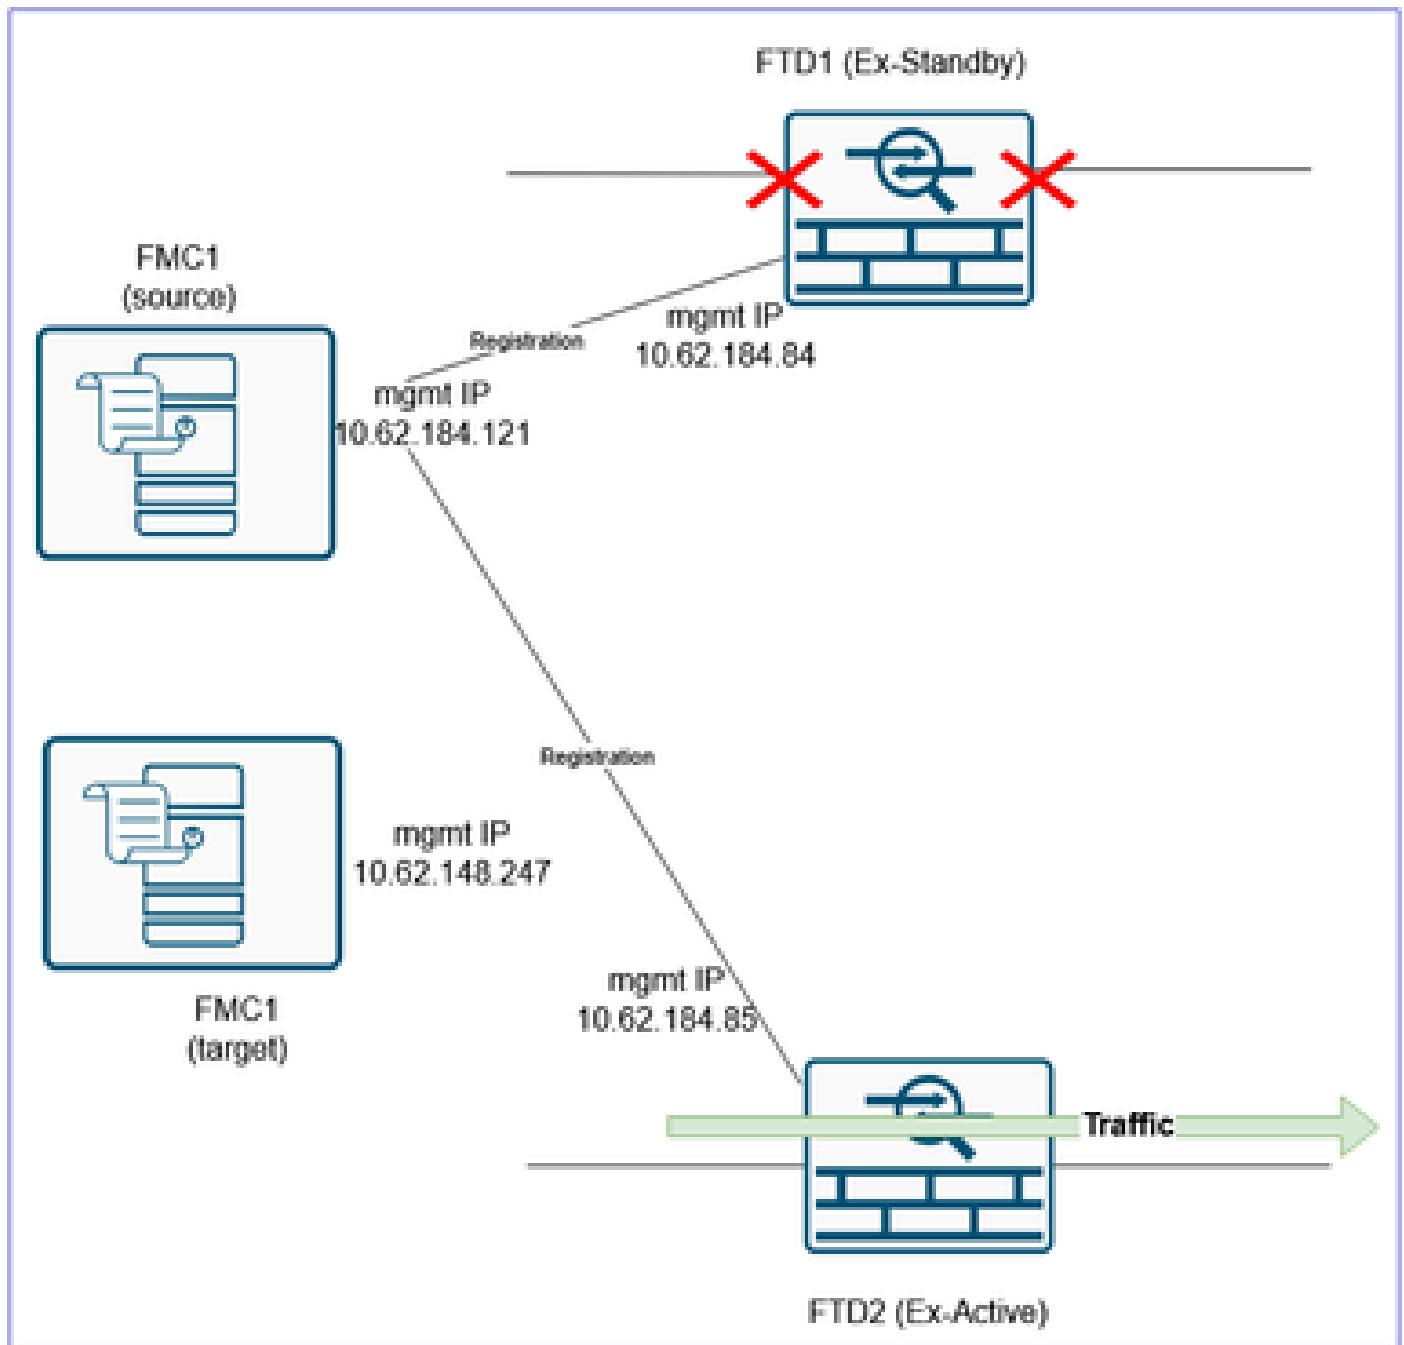 FTD1 (Ex-Standby)
FMC1
(source)
Registration
mgmt IP
10.62.184.84
mgmt IP
10.62.184.121
Registration
mgmt IP
10.62.148.247
mgmt IP
10.62.184.85
FMC1
(target)
Traffic
FTD2 (Ex-Active)